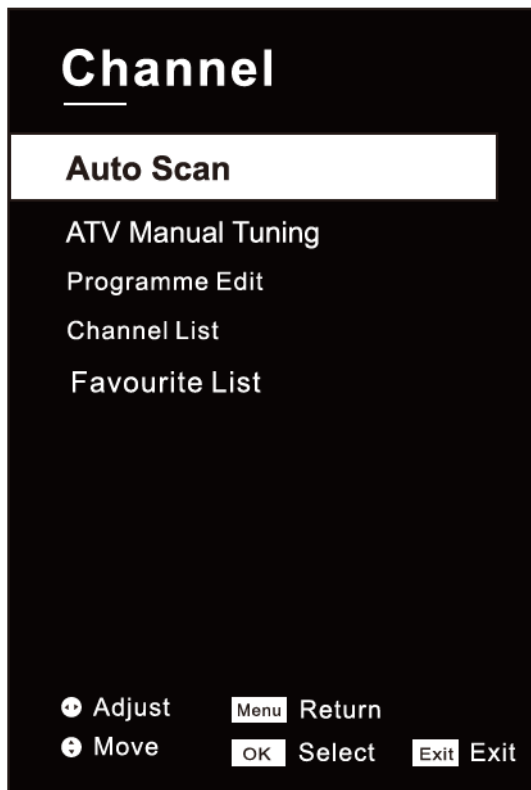 Channel
Auto Scan
ATV Manual Tuning
Programme Edit
Channel List
Favourite List
Adjust Menu Return
Move OK Select Exit Exit